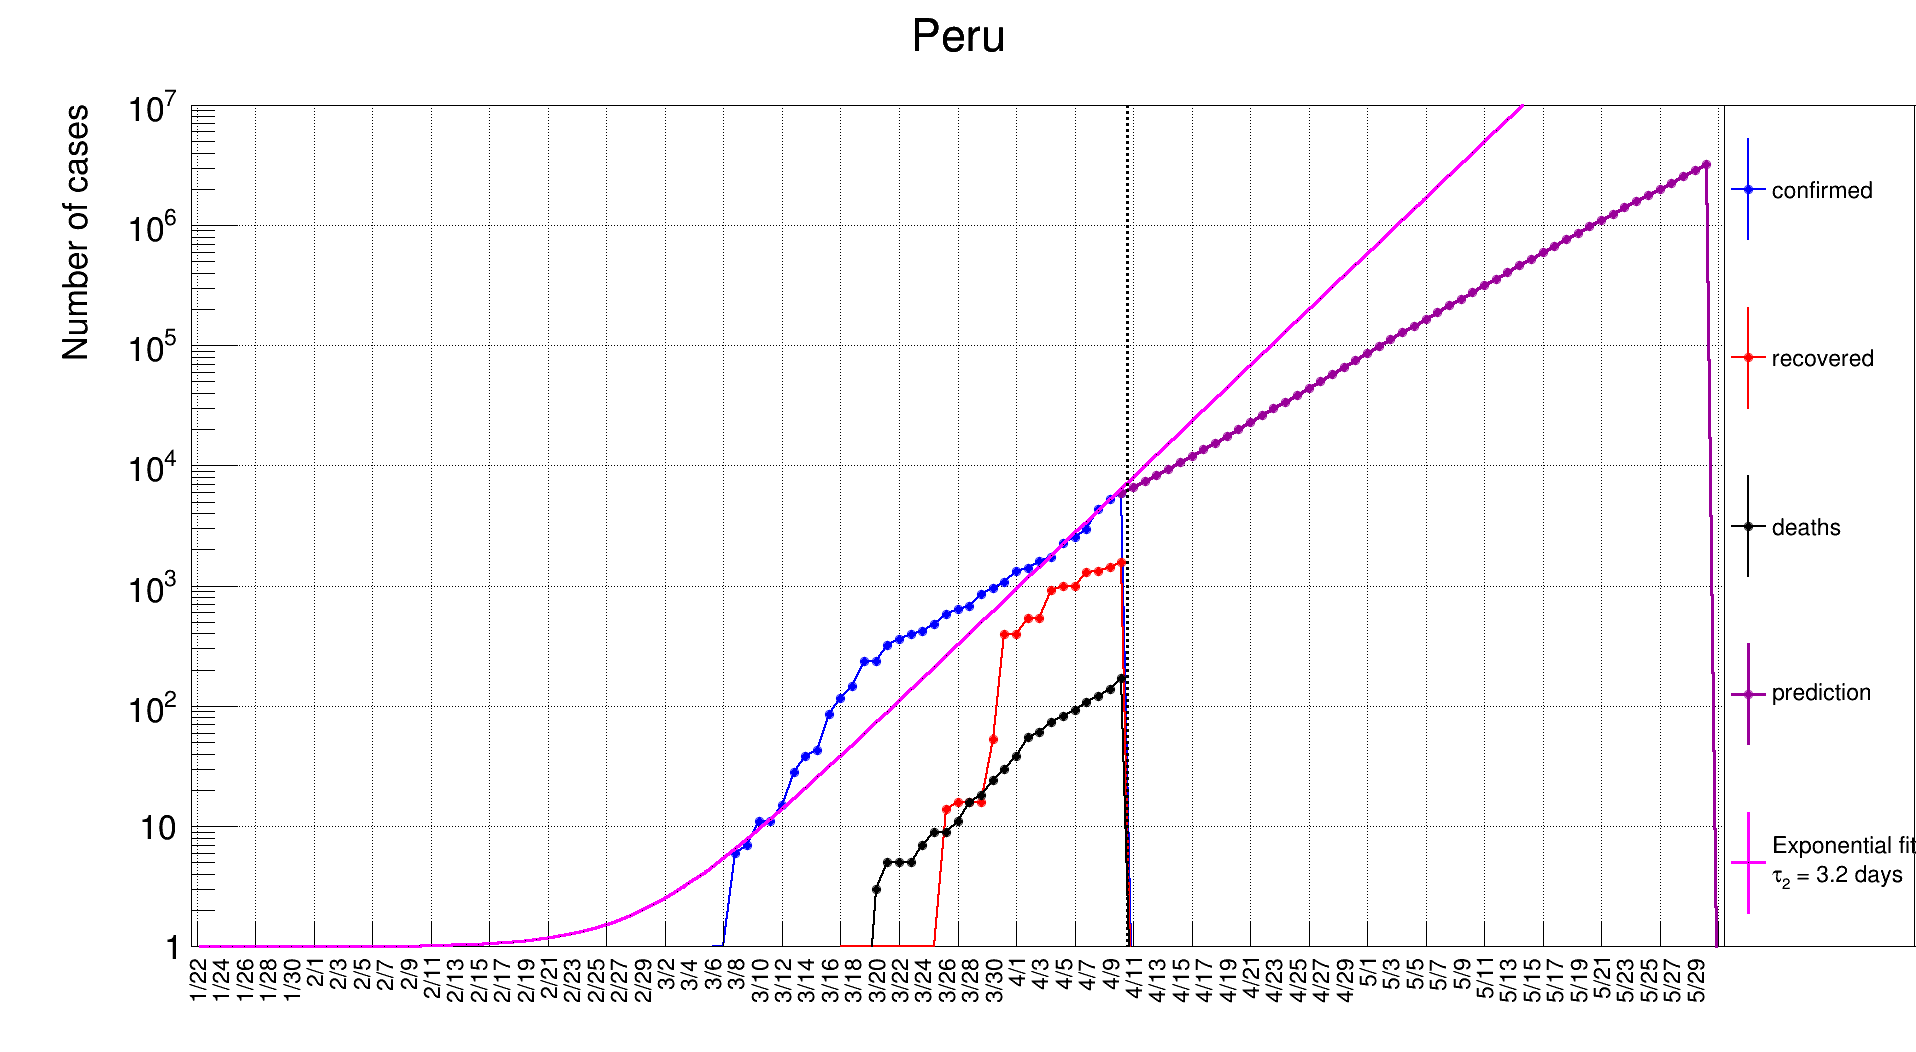 Peru
Number of cases
10^7
10^6
10^5
10^4
10^3
10^2
10
1
1/22 1/24 1/26 1/28 1/30 2/1 2/3 2/5 2/7 2/9 2/11 2/13 2/15 2/17 2/19 2/21 2/23 2/25 2/27 2/29 3/2 3/4 3/6 3/8 3/10 3/12 3/14 3/16 3/18 3/20 3/22 3/24 3/26 3/28 3/30 4/1 4/3 4/5 4/7 4/9 4/11 4/13 4/15 4/17 4/19 4/21 4/23 4/25 4/27 4/29 5/1 5/3 5/5 5/7 5/9 5/11 5/13 5/15 5/17 5/19 5/21 5/23 5/25 5/27 5/29
confirmed
recovered
deaths
prediction
Exponential fit
τ₂ = 3.2 days